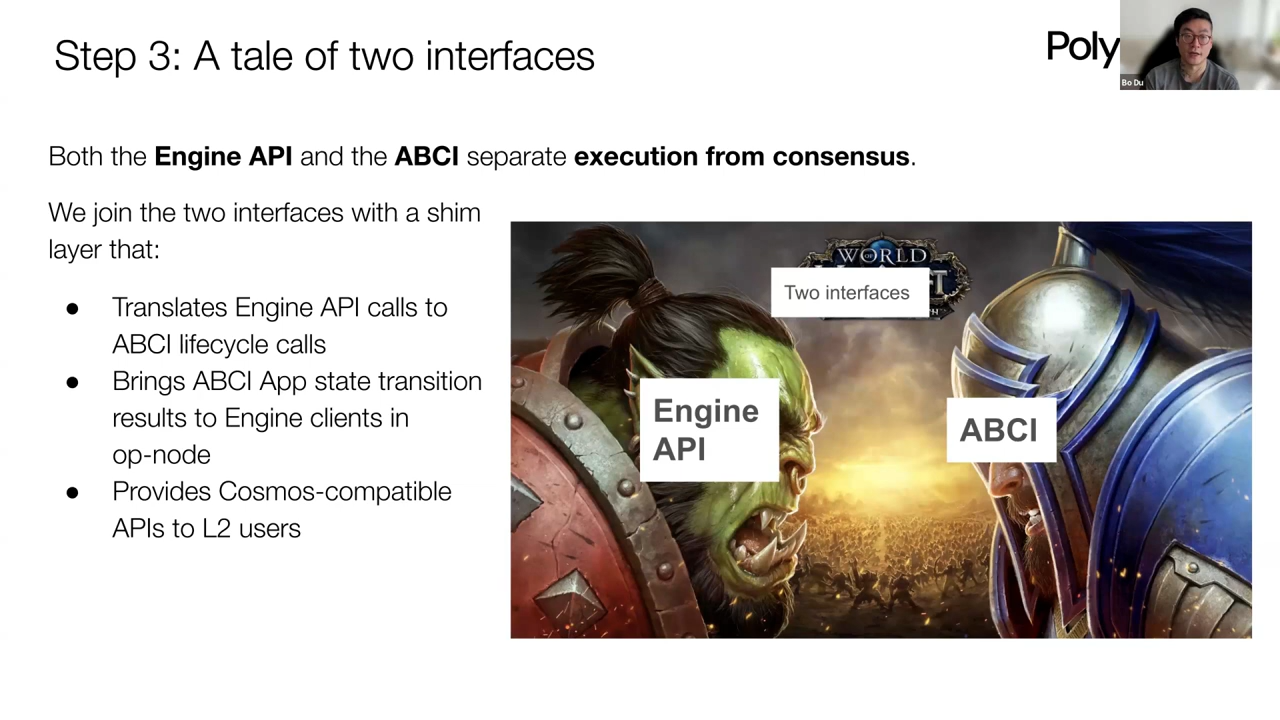 Step 3: A tale of two interfaces
Poly
Bo Du
Both the Engine API and the ABCI separate execution from consensus.
We join the two interfaces with a shim
layer that:
● Translates Engine API calls to
ABCI lifecycle calls
● Brings ABCI App state transition
results to Engine clients in
op-node
● Provides Cosmos-compatible
APIs to L2 users
WORLD
OF
Two interfaces
Engine
API
ABCI